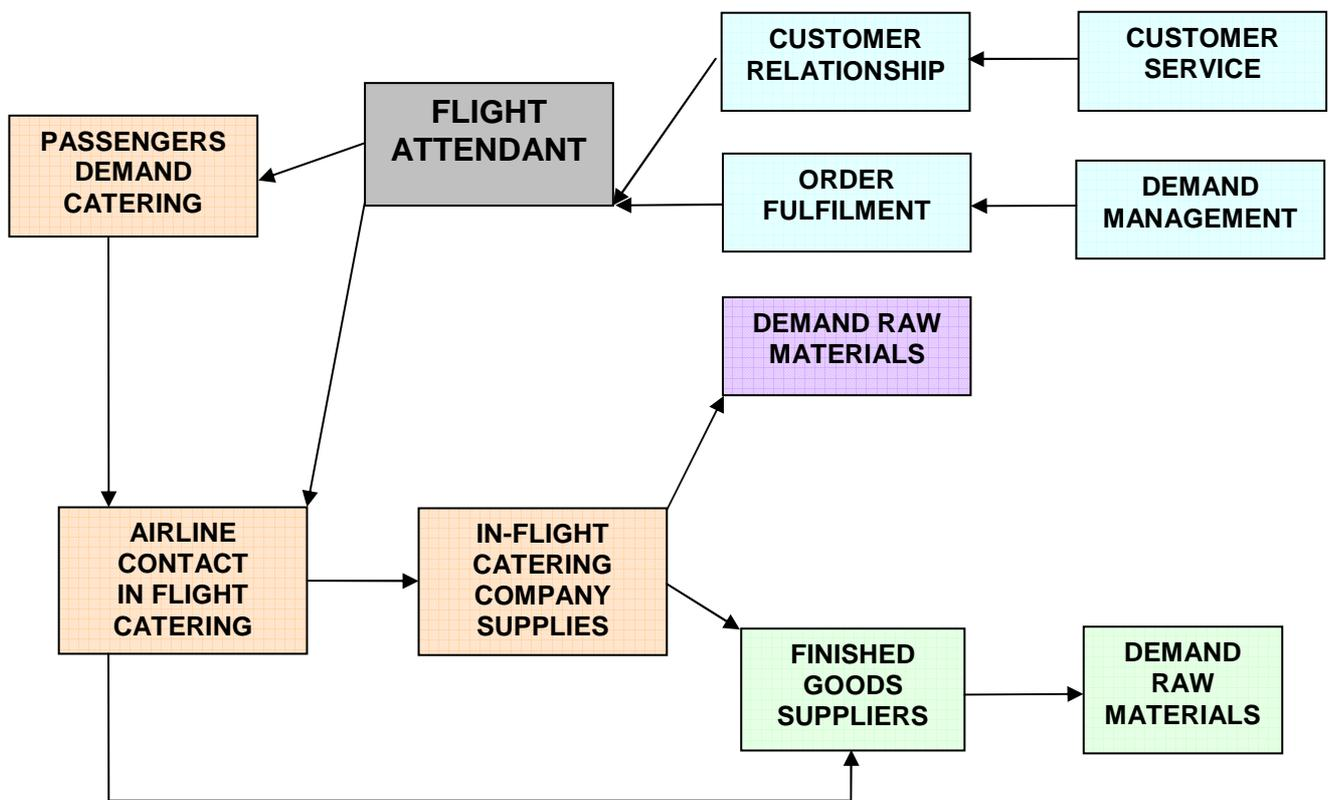 CUSTOMER
RELATIONSHIP
CUSTOMER
SERVICE
FLIGHT
ATTENDANT
PASSENGERS
DEMAND
CATERING
ORDER
FULFILMENT
DEMAND
MANAGEMENT
DEMAND RAW
MATERIALS
AIRLINE
CONTACT
IN FLIGHT
CATERING
IN-FLIGHT
CATERING
COMPANY
SUPPLIES
FINISHED
GOODS
SUPPLIERS
DEMAND
RAW
MATERIALS